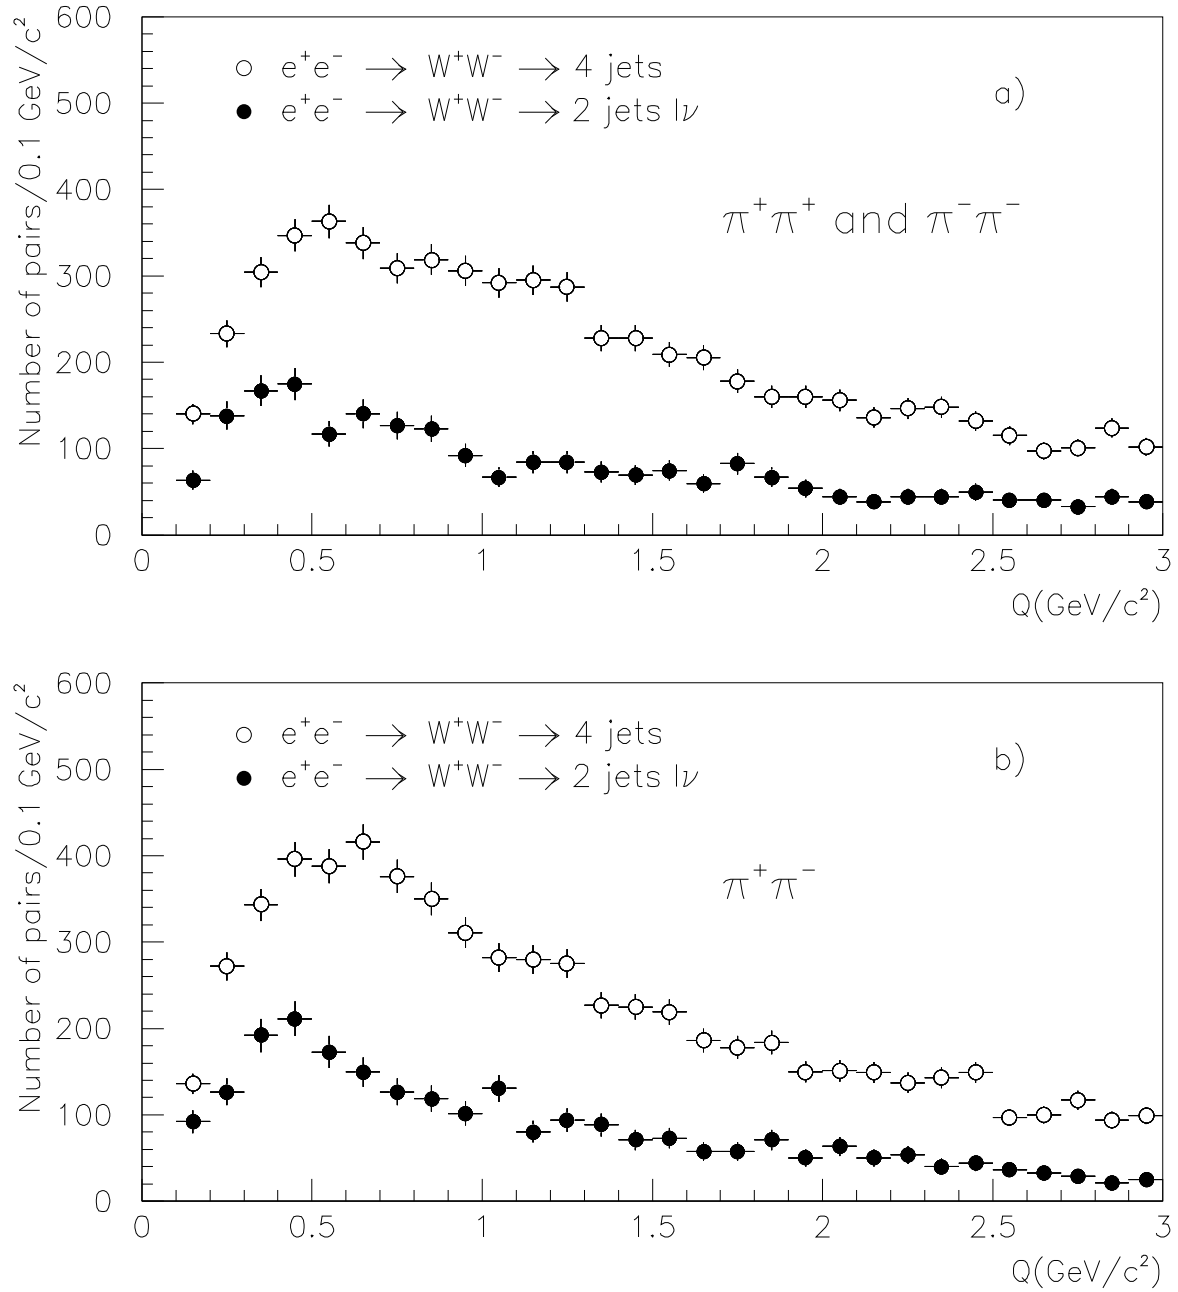 Number of pairs/0.1 GeV/c²
600
500
400
300
200
100
0
e⁺e⁻ → W⁺W⁻ → 4 jets
e⁺e⁻ → W⁺W⁻ → 2 jets lν
a)
π⁺π⁺ and π⁻π⁻
0 0.5 1 1.5 2 2.5 3
Q(GeV/c²)
Number of pairs/0.1 GeV/c²
600
500
400
300
200
100
0
e⁺e⁻ → W⁺W⁻ → 4 jets
e⁺e⁻ → W⁺W⁻ → 2 jets lν
b)
π⁺π⁻
0 0.5 1 1.5 2 2.5 3
Q(GeV/c²)